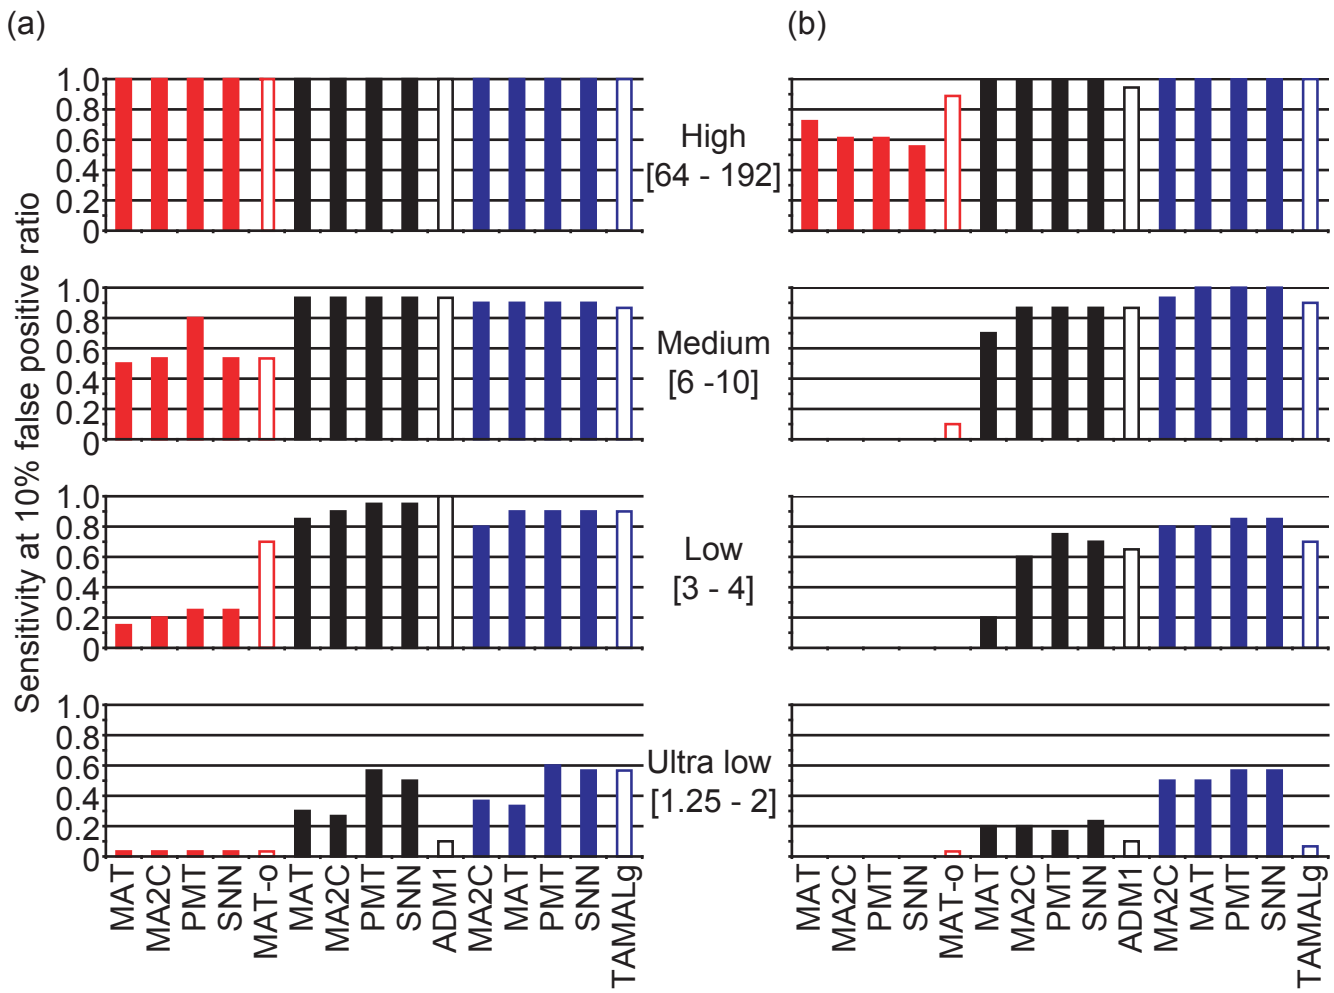 (a)
(b)
Sensitivity at 10% false positive ratio
1.0
0.8
0.6
0.4
0.2
0
High
[64 - 192]
1.0
0.8
0.6
0.4
0.2
0
Medium
[6 -10]
1.0
0.8
0.6
0.4
0.2
0
Low
[3 - 4]
1.0
0.8
0.6
0.4
0.2
0
Ultra low
[1.25 - 2]
MAT
MA2C
PMT
SNN
MAT-o
MAT
MA2C
PMT
SNN
ADM1
MA2C
MAT
PMT
SNN
TAMALg
MAT
MA2C
PMT
SNN
MAT-o
MAT
MA2C
PMT
SNN
ADM1
MA2C
MAT
PMT
SNN
TAMALg